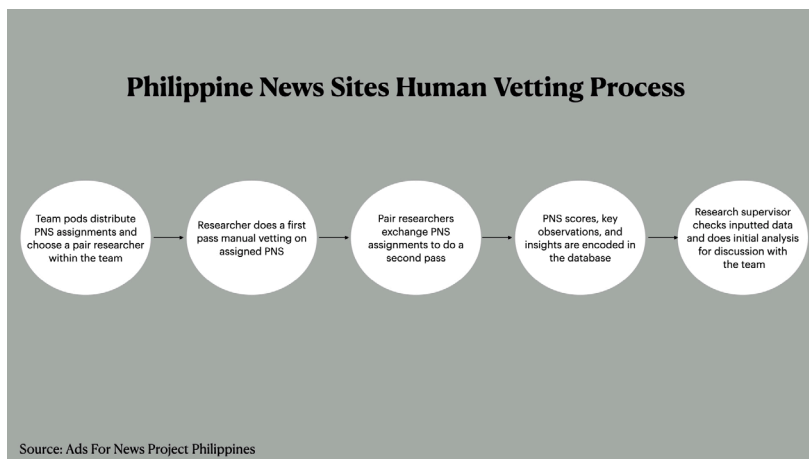 Philippine News Sites Human Vetting Process
Team pods distribute
PNS assignments and
choose a pair researcher
within the team
Researcher does a first
pass manual vetting on
assigned PNS
Pair researchers
exchange PNS
assignments to do a
second pass
PNS scores, key
observations, and
insights are encoded in
the database
Research supervisor
checks inputted data
and does initial analysis
for discussion with
the team
Source: Ads For News Project Philippines